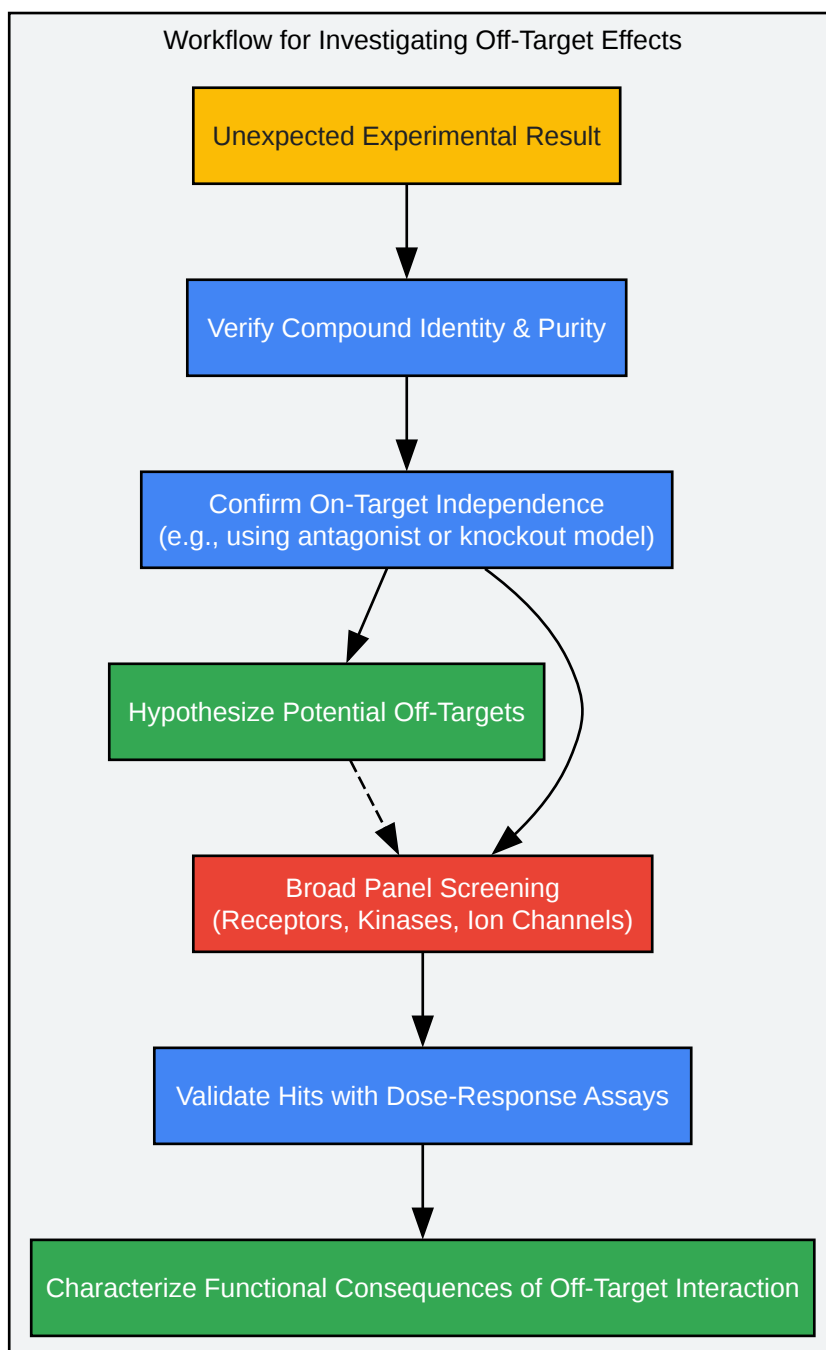 Workflow for Investigating Off-Target Effects
Unexpected Experimental Result
Verify Compound Identity & Purity
Confirm On-Target Independence
(e.g., using antagonist or knockout model)
Hypothesize Potential Off-Targets
Broad Panel Screening
(Receptors, Kinases, Ion Channels)
Validate Hits with Dose-Response Assays
Characterize Functional Consequences of Off-Target Interaction